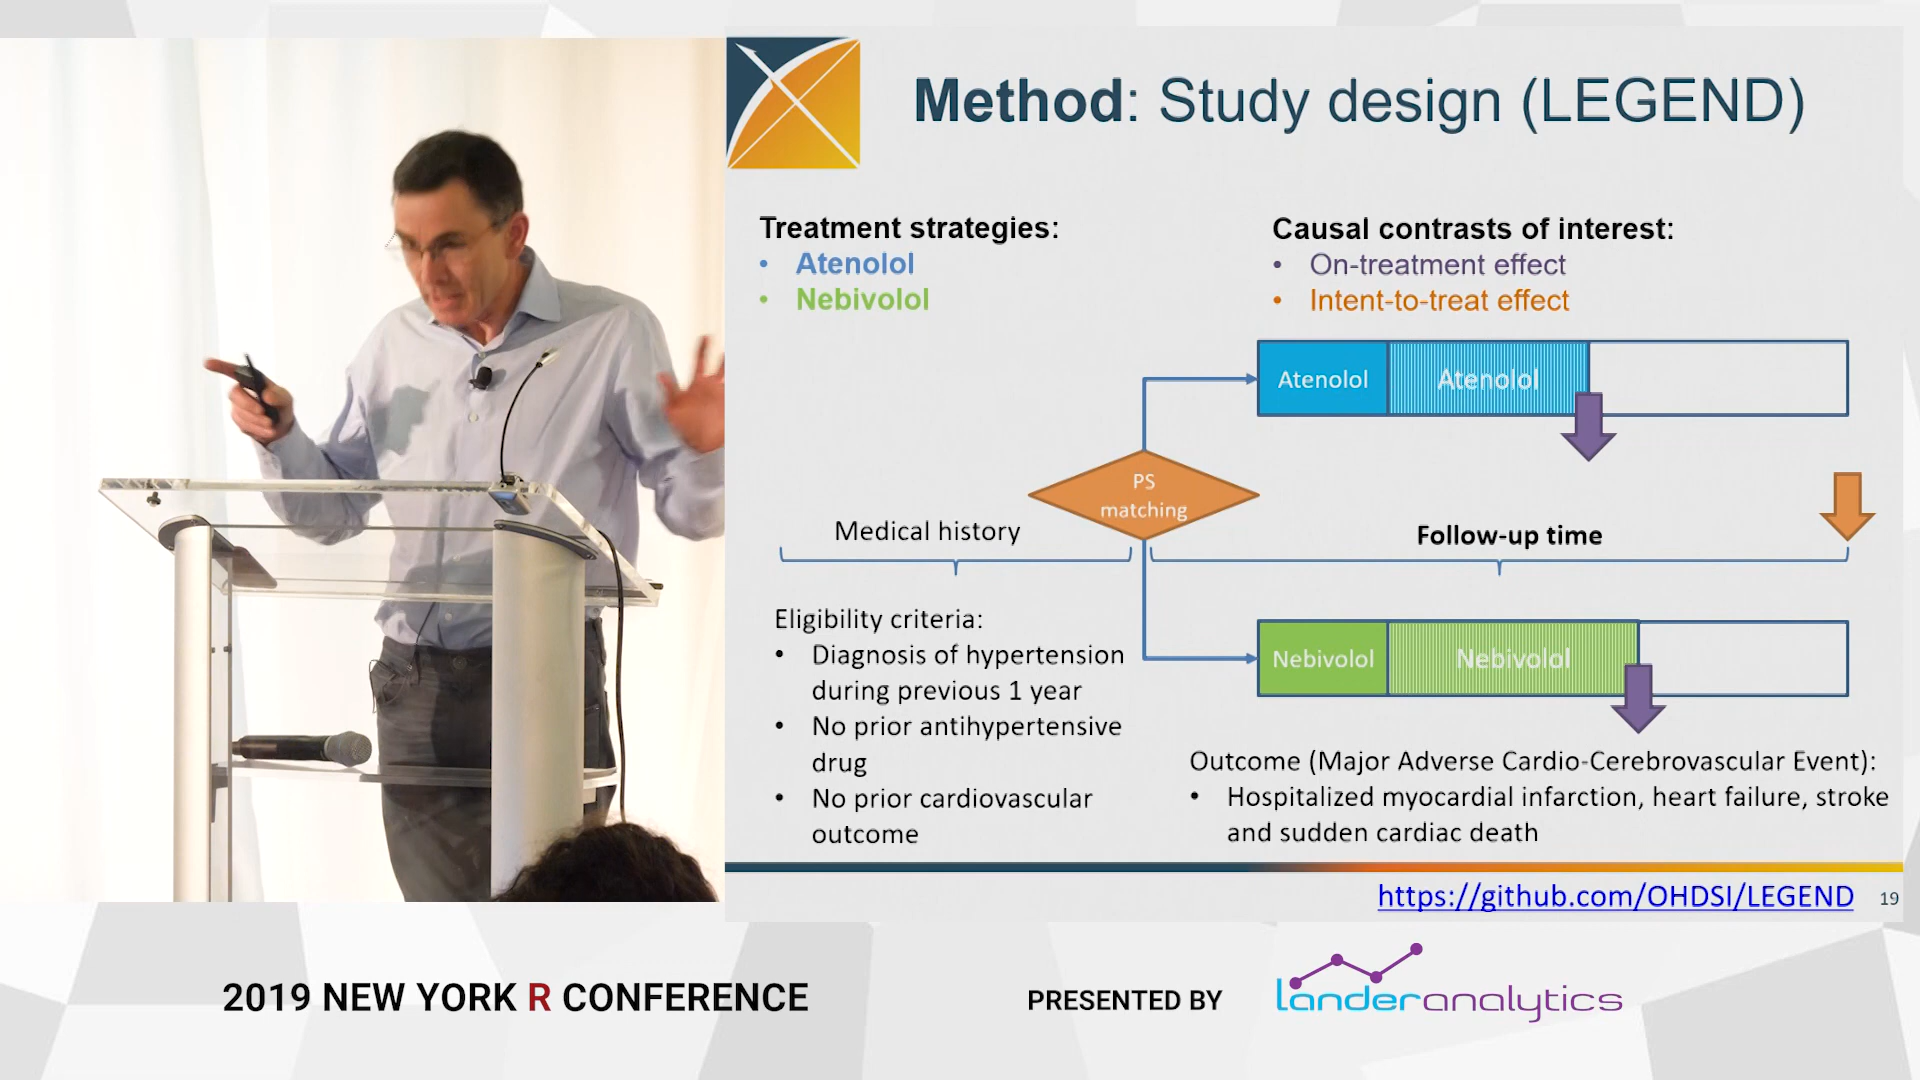 Method: Study design (LEGEND)
Treatment strategies:
• Atenolol
• Nebivolol
Causal contrasts of interest:
• On-treatment effect
• Intent-to-treat effect
Atenolol
Atenolol
PS
matching
Medical history
Follow-up time
Eligibility criteria:
• Diagnosis of hypertension
during previous 1 year
• No prior antihypertensive
drug
• No prior cardiovascular
outcome
Nebivolol
Nebivolol
Outcome (Major Adverse Cardio-Cerebrovascular Event):
• Hospitalized myocardial infarction, heart failure, stroke
and sudden cardiac death
https://github.com/OHDSI/LEGEND
19
2019 NEW YORK R CONFERENCE
PRESENTED BY
landeranalytics